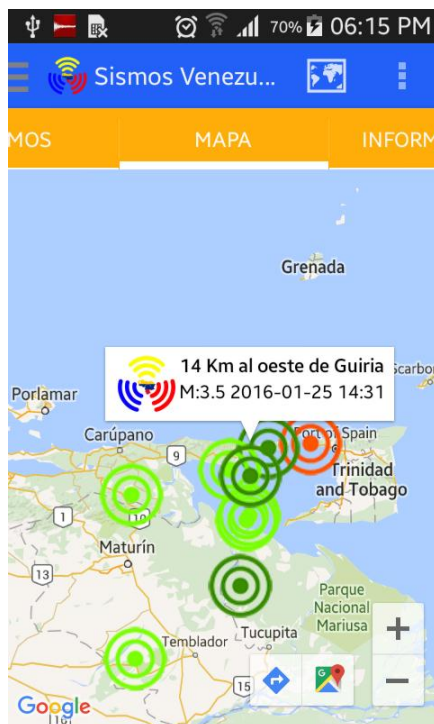 70% 06:15 PM
Sismos Venezu...
MOS MAPA INFORM
Grenada
14 Km al oeste de Guiria
M:3.5 2016-01-25 14:31
Scarbo
Porlamar
Carúpano
Port of Spain
9
Trinidad
and Tobago
1
10
Maturín
13
Parque
Nacional
Mariusa
+
Temblador
Tucupita
15
−
Google